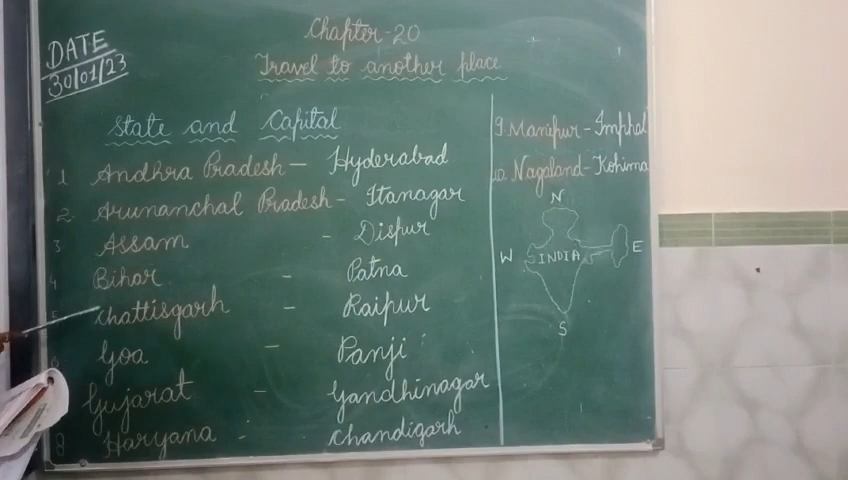 DATE
30/01/23
Chapter-20
Travel to another place
State and Capital
1 Andhra Pradesh - Hyderabad
2. Arunanchal Pradesh - Itanagar
3 Assam - Dispur
4 Bihar - Patna
5 Chattisgarh - Raipur
6 Goa - Panji
Gujarat - Gandhinagar
8 Haryana - Chandigarh
9. Manipur - Imphal
10. Nagaland - Kohima
N
W INDIA E
S